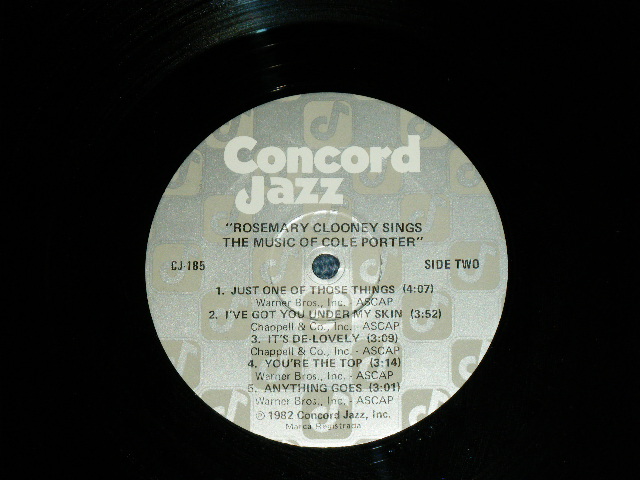 Concord
Jazz
"ROSEMARY CLOONEY SINGS
THE MUSIC OF COLE PORTER"
CJ-185
SIDE TWO
1. JUST ONE OF THOSE THINGS (4:07)
Warner Bros., Inc. - ASCAP
2. I'VE GOT YOU UNDER MY SKIN (3:52)
Chappell & Co., Inc. - ASCAP
3. IT'S DE-LOVELY (3:09)
Chappell & Co., Inc. - ASCAP
4. YOU'RE THE TOP (3:14)
Warner Bros., Inc. - ASCAP
5. ANYTHING GOES (3:01)
Warner Bros., Inc. - ASCAP
℗ 1982 Concord Jazz, Inc.
Marca Registrada